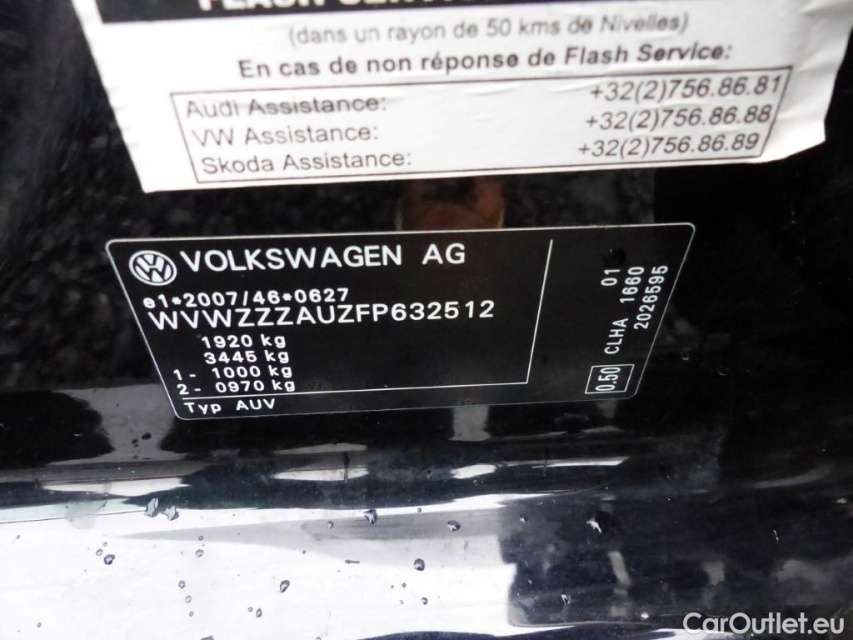 (dans un rayon de 50 kms de Nivelles)
En cas de non réponse de Flash Service:
Audi Assistance: +32(2)756.86.81
VW Assistance: +32(2)756.86.88
Skoda Assistance: +32(2)756.86.89
VOLKSWAGEN AG
e1*2007/46*0627
WVWZZZAUZFP632512
1920 kg
3445 kg
1 - 1000 kg
2 - 0970 kg
Typ AUV
01
CLHA 1660
2026595
0.50
CarOutlet.eu